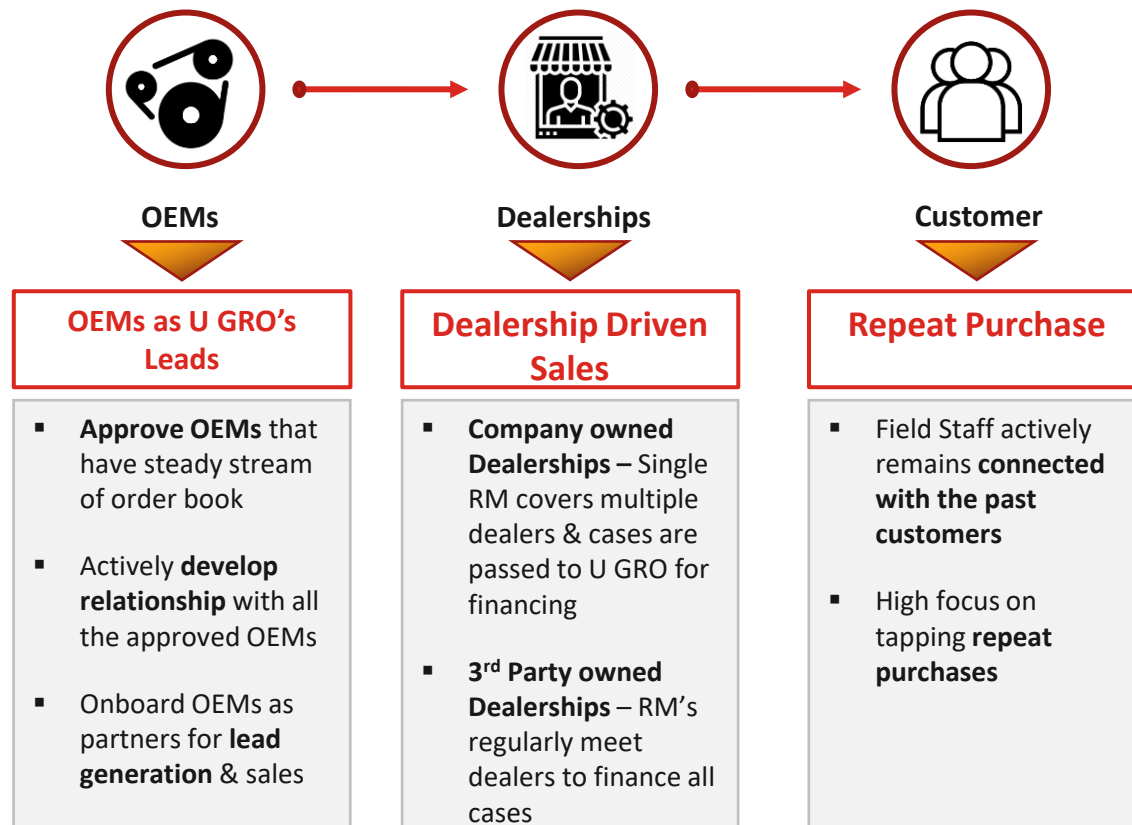 OEMs
OEMs as U GRO's
Leads
▪ Approve OEMs that
have steady stream
of order book
▪ Actively develop
relationship with all
the approved OEMs
▪ Onboard OEMs as
partners for lead
generation & sales
Dealerships
Dealership Driven
Sales
▪ Company owned
Dealerships – Single
RM covers multiple
dealers & cases are
passed to U GRO for
financing
▪ 3rd Party owned
Dealerships – RM's
regularly meet
dealers to finance all
cases
Customer
Repeat Purchase
▪ Field Staff actively
remains connected
with the past
customers
▪ High focus on
tapping repeat
purchases